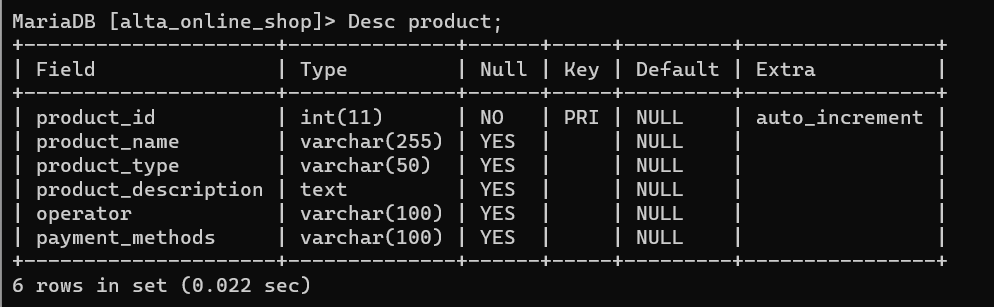 MariaDB [alta_online_shop]> Desc product;
+---------------------+--------------+------+-----+---------+----------------+
| Field               | Type         | Null | Key | Default | Extra          |
+---------------------+--------------+------+-----+---------+----------------+
| product_id          | int(11)      | NO   | PRI | NULL    | auto_increment |
| product_name        | varchar(255) | YES  |     | NULL    |                |
| product_type        | varchar(50)  | YES  |     | NULL    |                |
| product_description | text         | YES  |     | NULL    |                |
| operator            | varchar(100) | YES  |     | NULL    |                |
| payment_methods     | varchar(100) | YES  |     | NULL    |                |
+---------------------+--------------+------+-----+---------+----------------+
6 rows in set (0.022 sec)